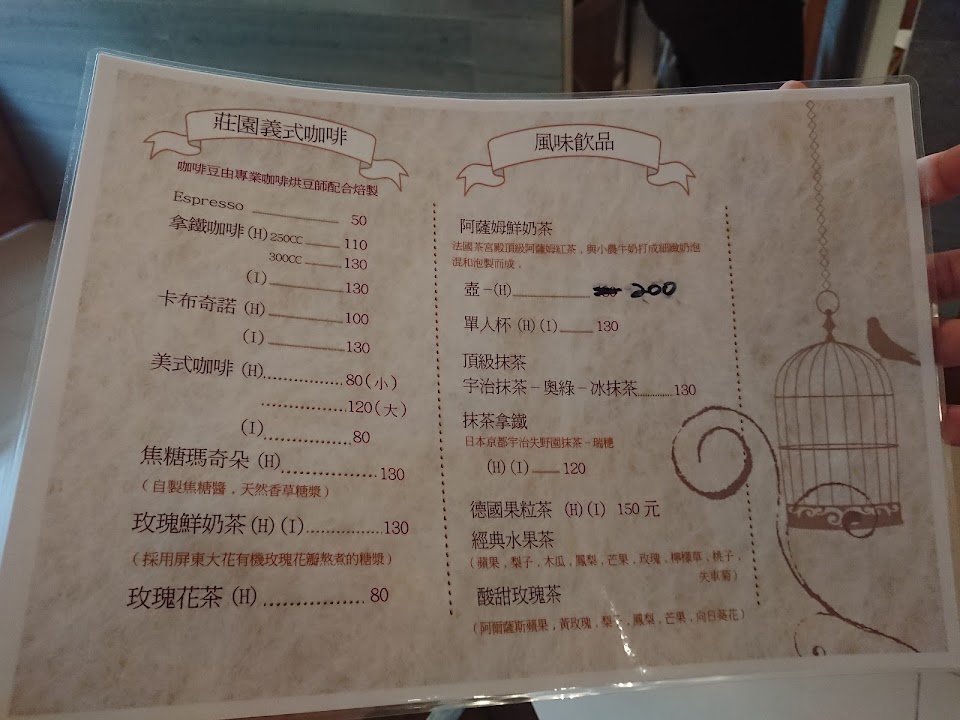 莊園義式咖啡
咖啡豆由專業咖啡烘豆師配合焙製
Espresso 50
拿鐵咖啡(H) 250CC 110
300CC 130
(I) 130
卡布奇諾 (H) 100
(I) 130
美式咖啡 (H) 80(小)
120(大)
(I) 80
焦糖瑪奇朵 (H) 130
(自製焦糖醬,天然香草糖漿)
玫瑰鮮奶茶(H)(I) 130
(採用屏東大花有機玫瑰花瓣熬煮的糖漿)
玫瑰花茶(H) 80
風味飲品
阿薩姆鮮奶茶
法國茶宮殿頂級阿薩姆紅茶,與小農牛奶打成細緻奶泡
混和泡製而成.
壺-(H) 200
單人杯(H)(I) 130
頂級抹茶
宇治抹茶-奧綠-冰抹茶 130
抹茶拿鐵
日本京都宇治矢野園抹茶-瑞穗
(H)(I) 120
德國果粒茶 (H)(I) 150 元
經典水果茶
(蘋果,梨子,木瓜,鳳梨,芒果,玫瑰,檸檬草,桃子,
矢車菊)
酸甜玫瑰茶
(阿爾薩斯蘋果,黃玫瑰,梨子,鳳梨,芒果,向日葵花)